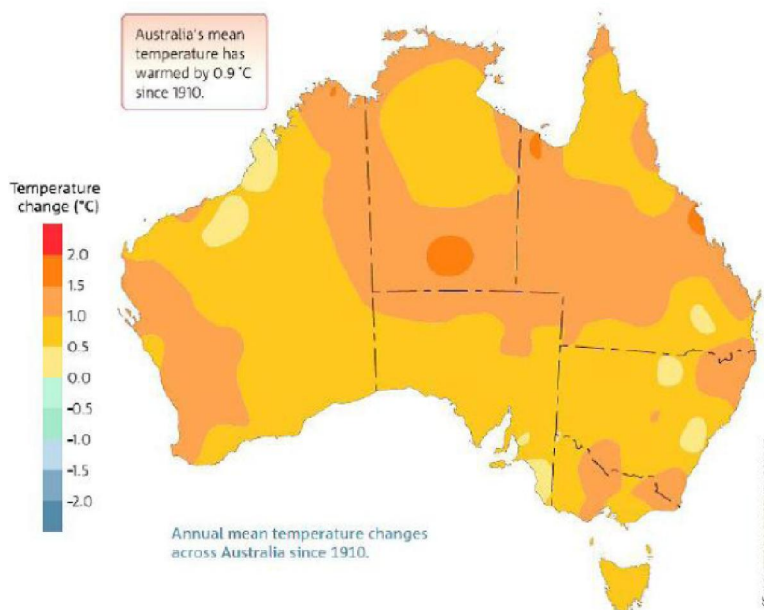 Australia's mean
temperature has
warmed by 0.9 °C
since 1910.
Temperature
change (°C)
2.0
1.5
1.0
0.5
0.0
-0.5
-1.0
-1.5
-2.0
Annual mean temperature changes
across Australia since 1910.